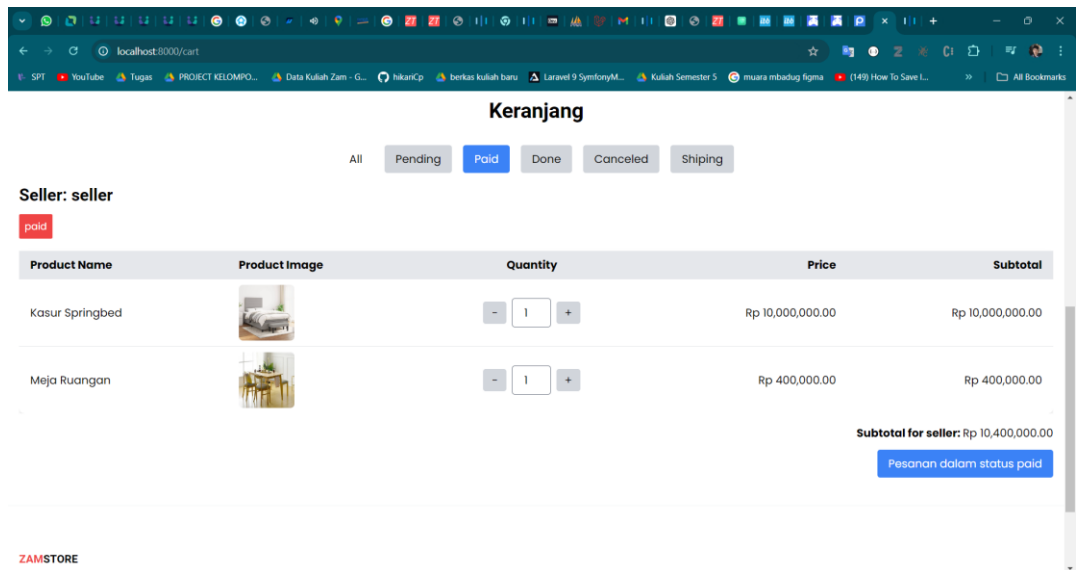 localhost:8000/cart
SPT YouTube Tugas PROJECT KELOMPO... Data Kuliah Zam - G... hikariCp berkas kuliah baru Laravel 9 SymfonyM... Kuliah Semester 5 muara mbadug figma (149) How To Save I... » All Bookmarks
Keranjang
All Pending Paid Done Canceled Shiping
Seller: seller
paid
Product Name Product Image Quantity Price Subtotal
Kasur Springbed - 1 + Rp 10,000,000.00 Rp 10,000,000.00
Meja Ruangan - 1 + Rp 400,000.00 Rp 400,000.00
Subtotal for seller: Rp 10,400,000.00
Pesanan dalam status paid
ZAMSTORE